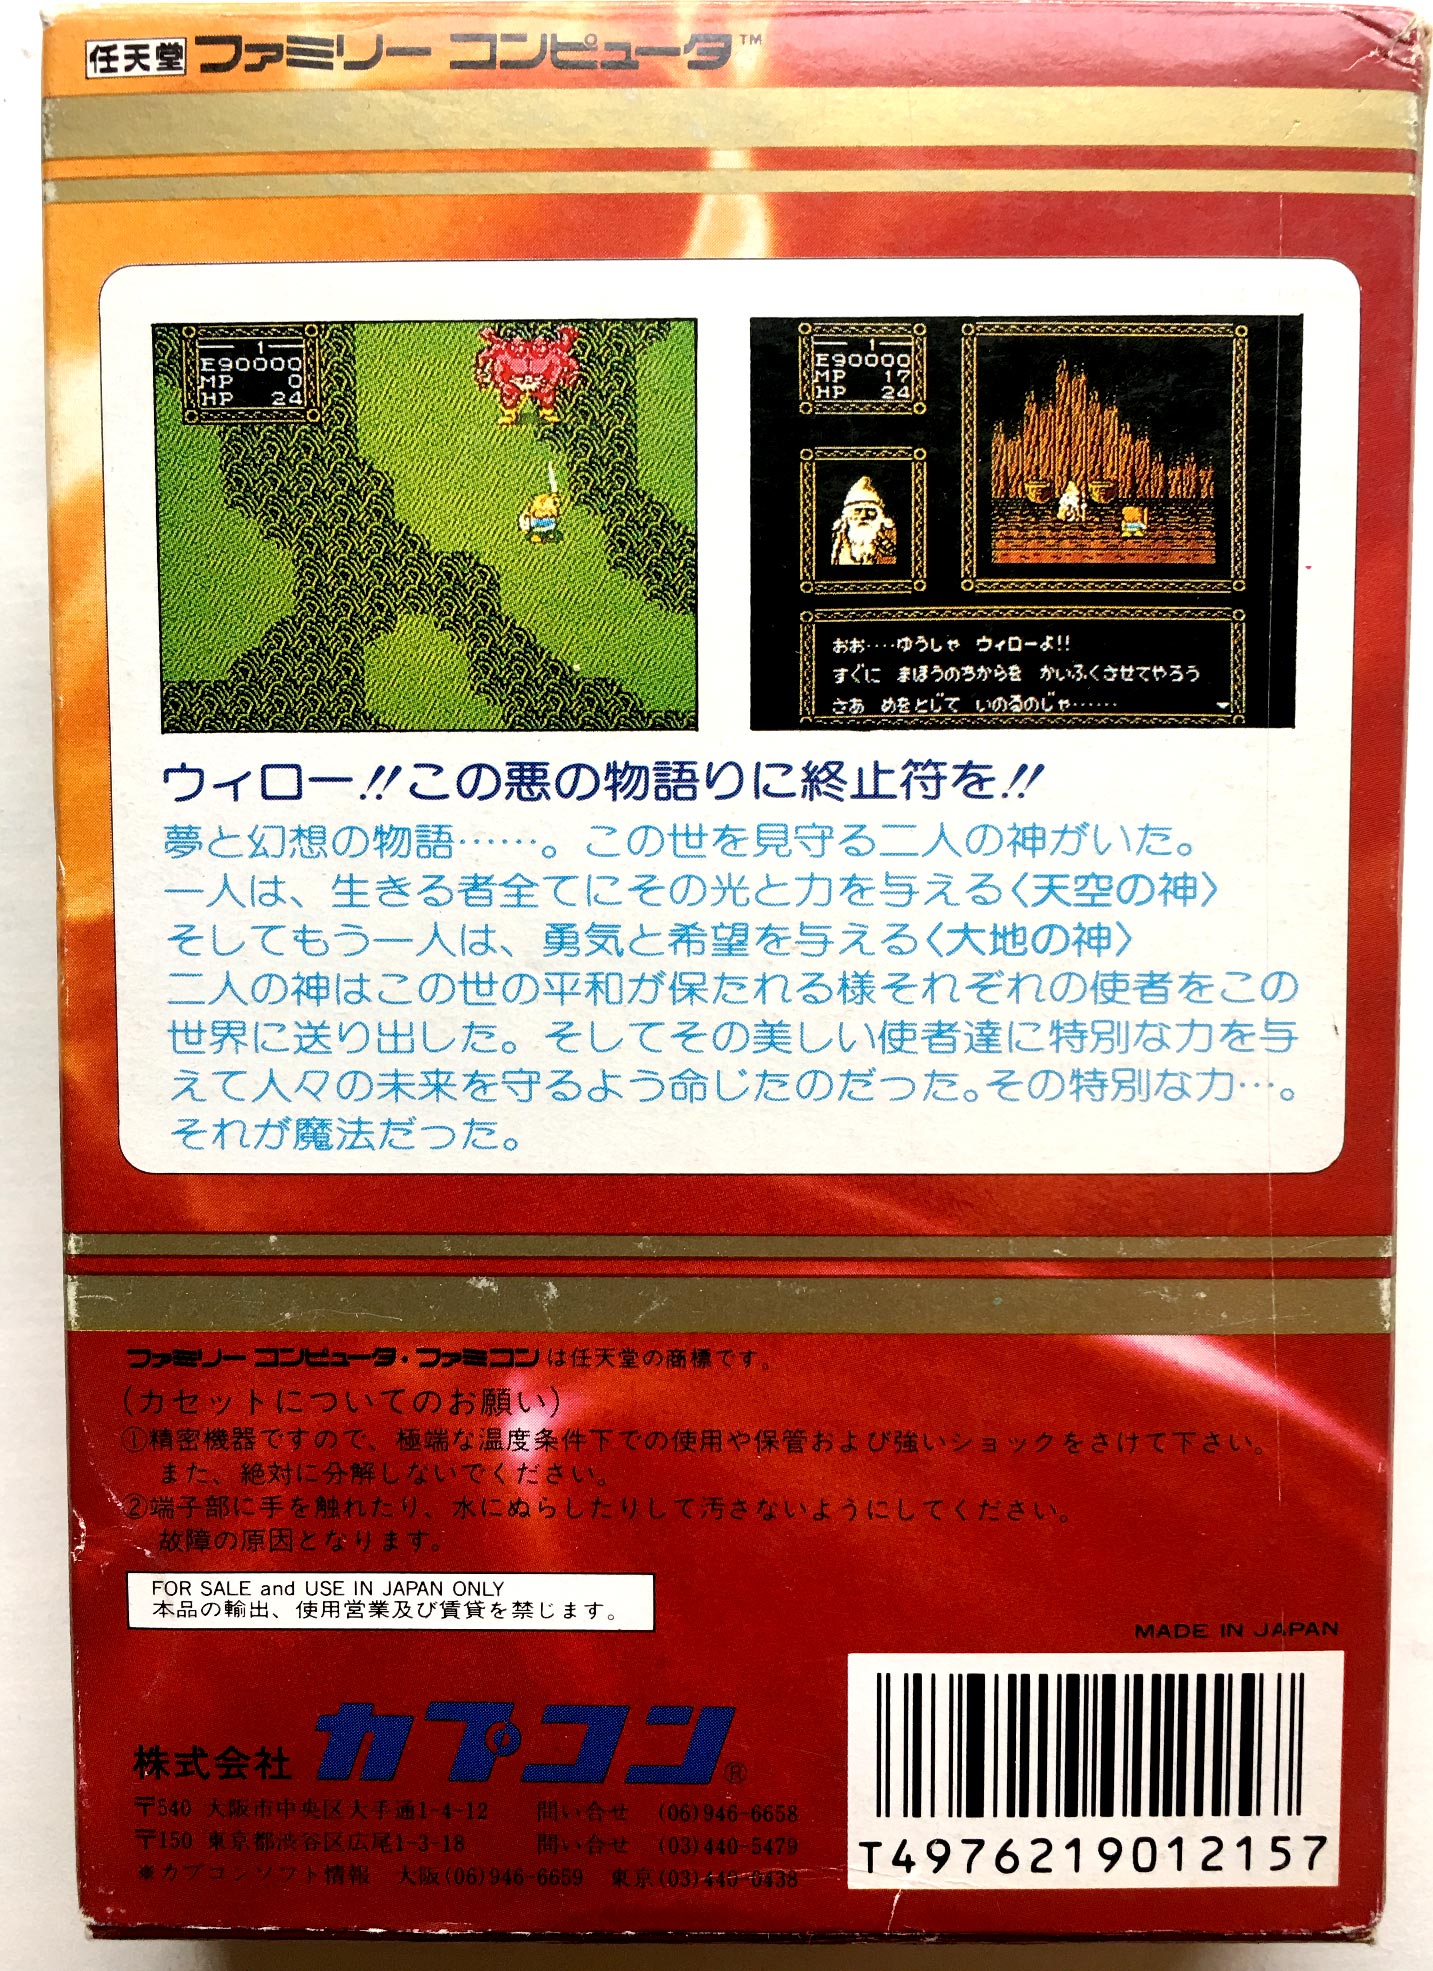 任天堂 ファミリー コンピュータ™
1
E90000
MP 0
HP 24
1
E90000
MP 17
HP 24
おお‥‥ゆうしゃ ウィローよ!!
すぐに まほうのちからを かいふくさせてやろう
さあ めをとじて いのるのじゃ‥‥‥
ウィロー!!この悪の物語りに終止符を!!
夢と幻想の物語……。この世を見守る二人の神がいた。
一人は、生きる者全てにその光と力を与える〈天空の神〉
そしてもう一人は、勇気と希望を与える〈大地の神〉
二人の神はこの世の平和が保たれる様それぞれの使者をこの
世界に送り出した。そしてその美しい使者達に特別な力を与
えて人々の未来を守るよう命じたのだった。その特別な力…。
それが魔法だった。
ファミリー コンピュータ・ファミコンは任天堂の商標です。
(カセットについてのお願い)
①精密機器ですので、極端な温度条件下での使用や保管および強いショックをさけて下さい。
また、絶対に分解しないでください。
②端子部に手を触れたり、水にぬらしたりして汚さないようにしてください。
故障の原因となります。
FOR SALE and USE IN JAPAN ONLY
本品の輸出、使用営業及び賃貸を禁じます。
MADE IN JAPAN
株式会社 カプコン®
〒540 大阪市中央区大手通1-4-12 問い合せ (06)946-6658
〒150 東京都渋谷区広尾1-3-18 問い合せ (03)440-5479
※カプコンソフト情報 大阪(06)946-6659 東京(03)440-0438
T4976219012157